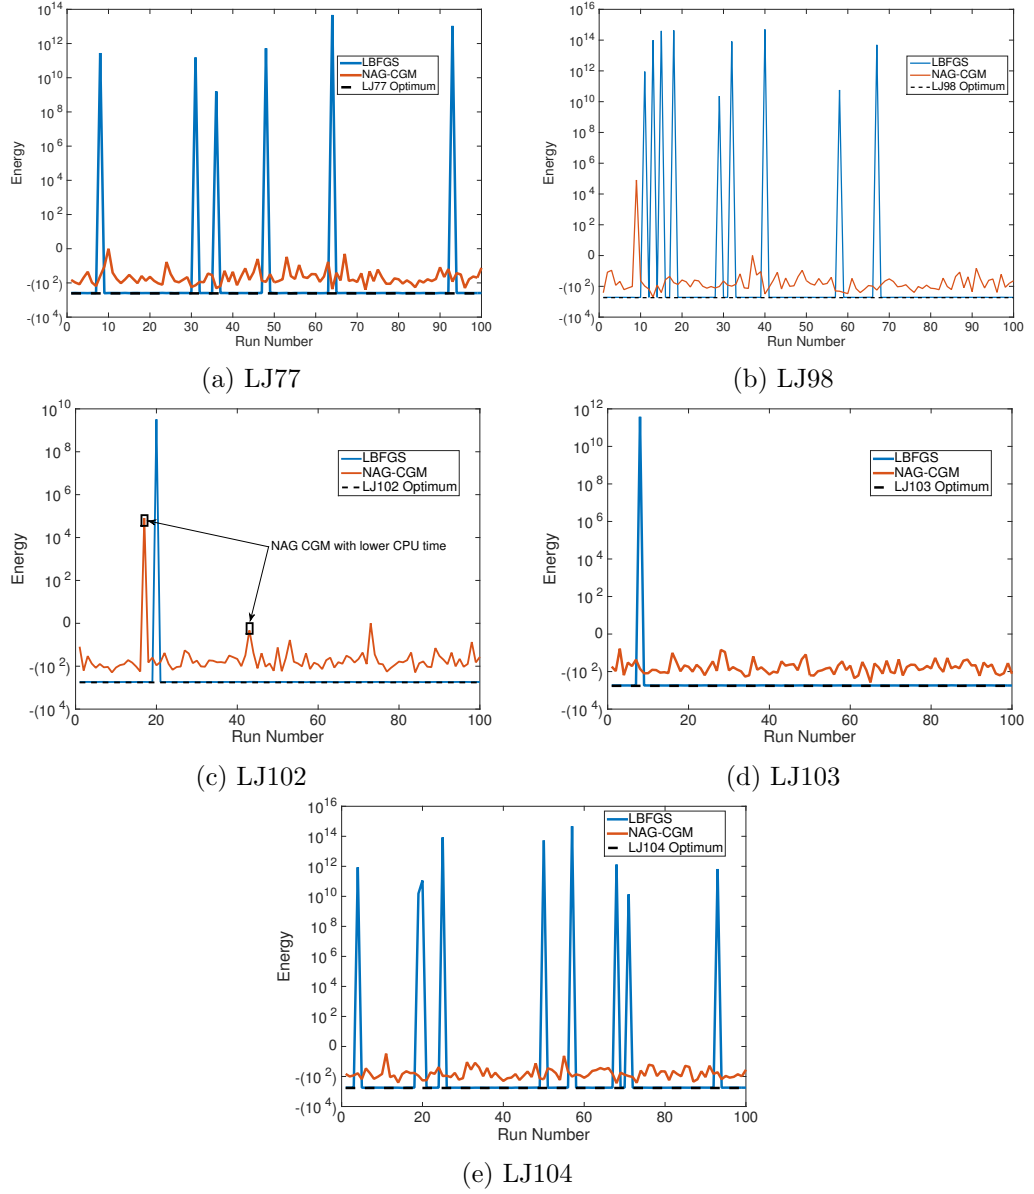 10^14
10^12
10^10
10^8
10^6
10^4
10^2
0
-(10^2)
-(10^4)
Energy
LBFGS
NAG-CGM
LJ77 Optimum
0 10 20 30 40 50 60 70 80 90 100
Run Number
(a) LJ77
10^16
10^14
10^12
10^10
10^8
10^6
10^4
10^2
0
-(10^2)
-(10^4)
Energy
LBFGS
NAG-CGM
LJ98 Optimum
0 10 20 30 40 50 60 70 80 90 100
Run Number
(b) LJ98
10^10
10^8
10^6
10^4
10^2
0
-(10^2)
-(10^4)
Energy
LBFGS
NAG-CGM
LJ102 Optimum
NAG CGM with lower CPU time
0 20 40 60 80 100
Run Number
(c) LJ102
10^12
10^10
10^8
10^6
10^4
10^2
0
-(10^2)
-(10^4)
Energy
LBFGS
NAG-CGM
LJ103 Optimum
0 20 40 60 80 100
Run Number
(d) LJ103
10^16
10^14
10^12
10^10
10^8
10^6
10^4
10^2
0
-(10^2)
-(10^4)
Energy
LBFGS
NAG-CGM
LJ104 Optimum
0 20 40 60 80 100
Run Number
(e) LJ104